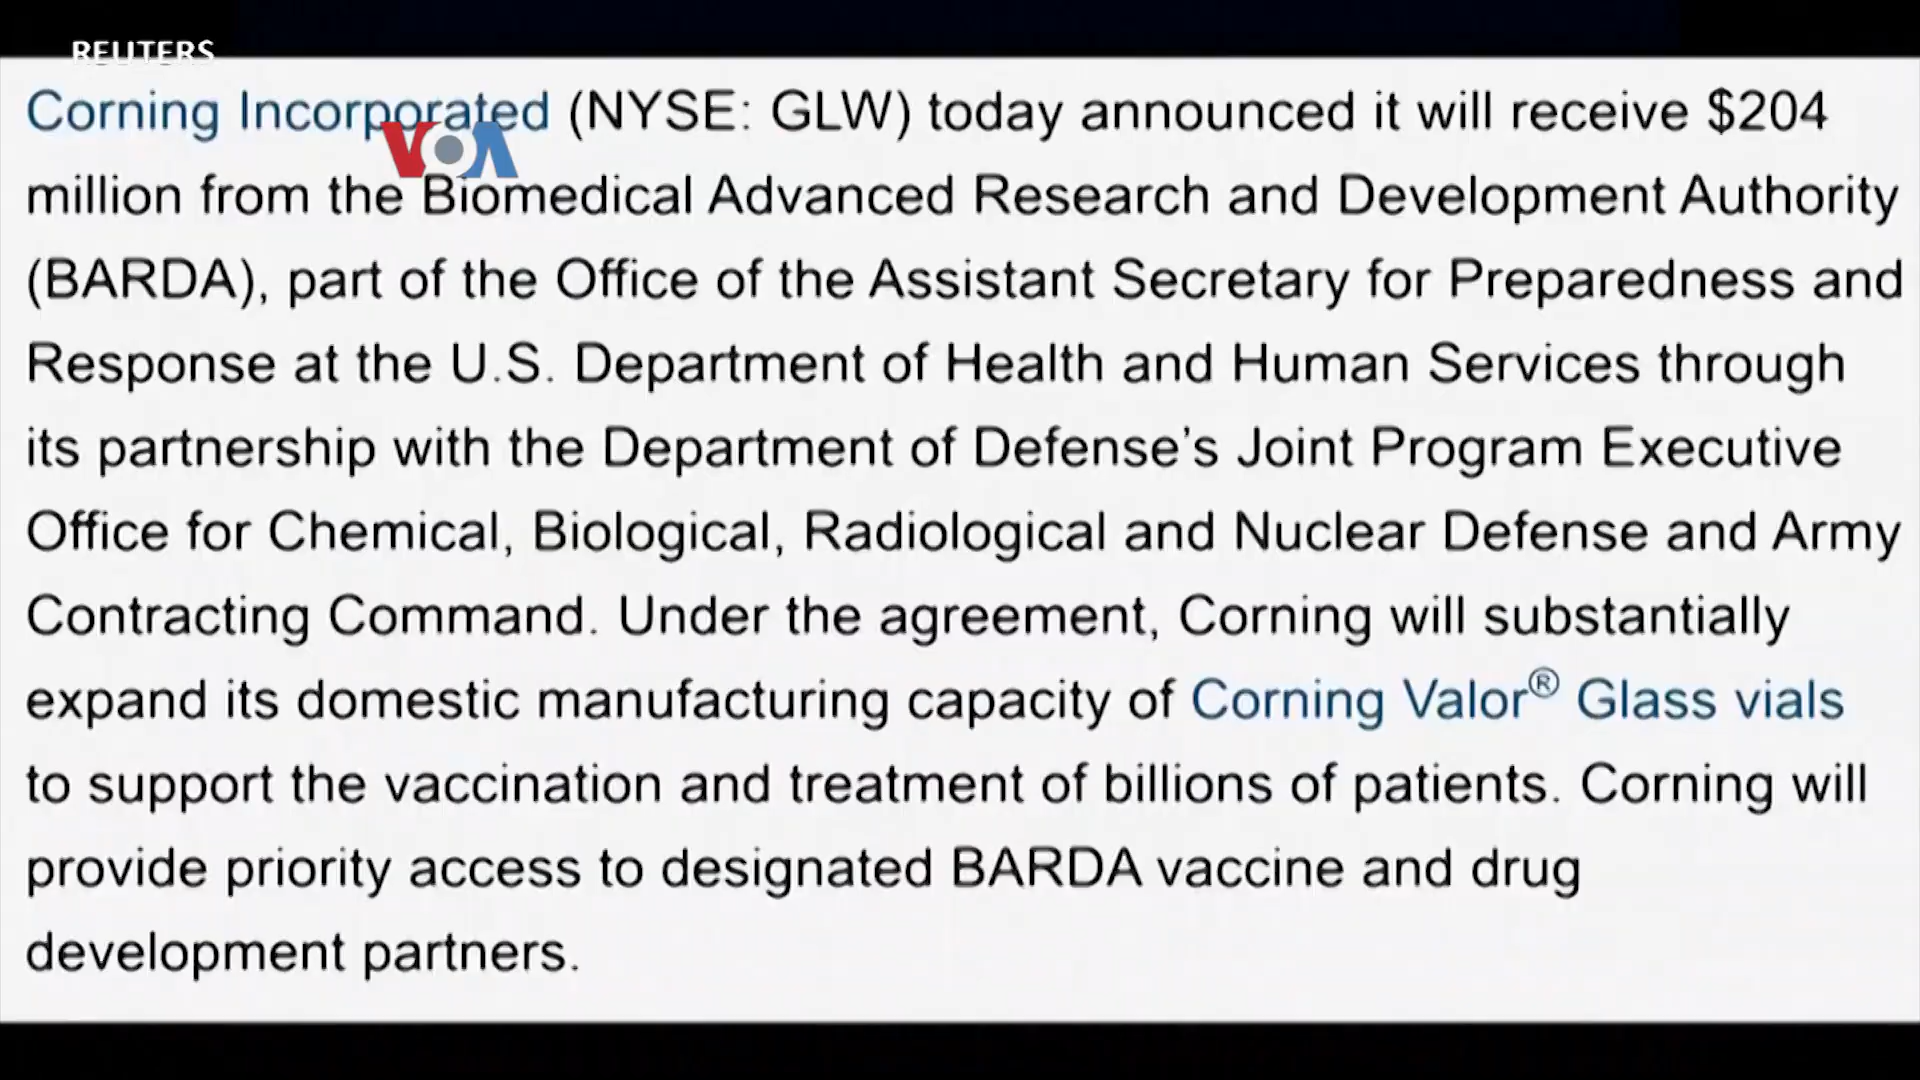 REUTERS
Corning Incorporated (NYSE: GLW) today announced it will receive $204
VOA
million from the Biomedical Advanced Research and Development Authority
(BARDA), part of the Office of the Assistant Secretary for Preparedness and
Response at the U.S. Department of Health and Human Services through
its partnership with the Department of Defense’s Joint Program Executive
Office for Chemical, Biological, Radiological and Nuclear Defense and Army
Contracting Command. Under the agreement, Corning will substantially
expand its domestic manufacturing capacity of Corning Valor® Glass vials
to support the vaccination and treatment of billions of patients. Corning will
provide priority access to designated BARDA vaccine and drug
development partners.